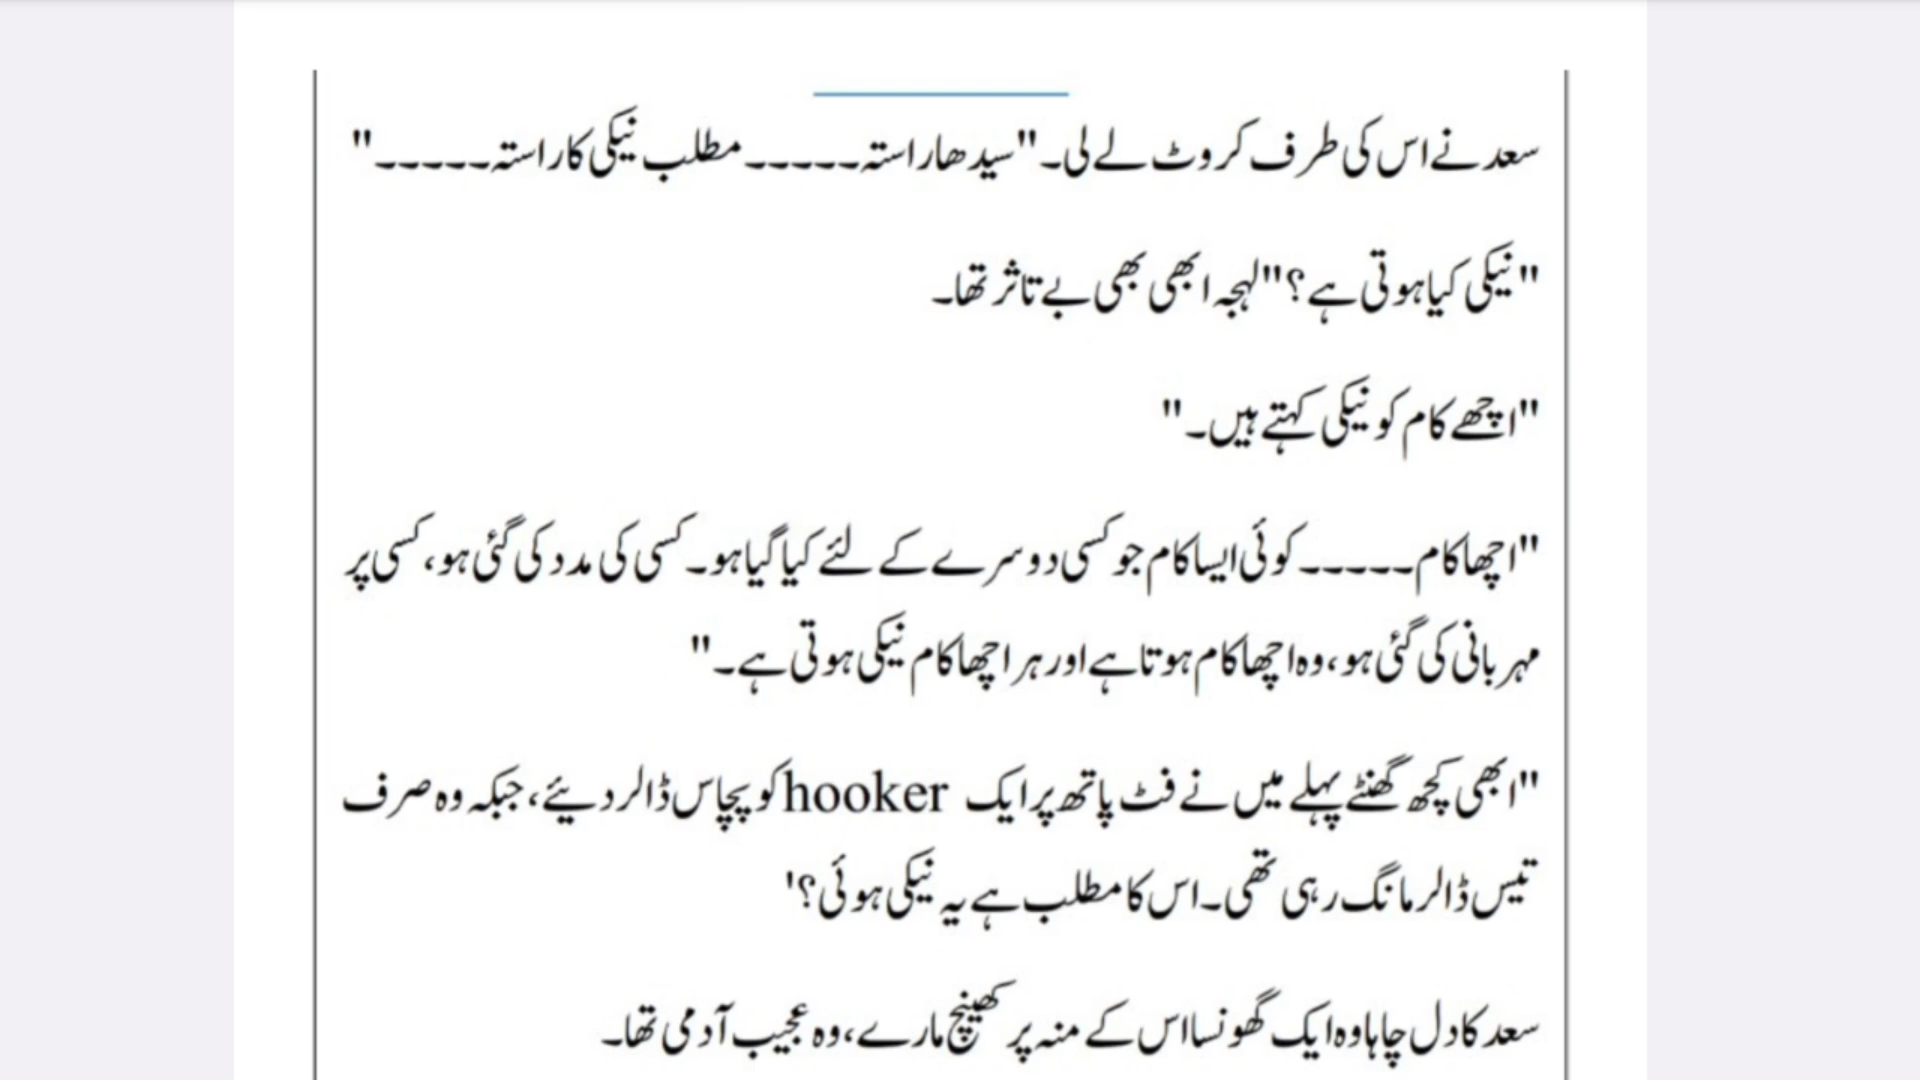 سعد نے اس کی طرف کروٹ لے لی۔ "سیدھا راستہ۔۔۔۔۔ مطلب نیکی کا راستہ۔۔۔۔۔"
"نیکی کیا ہوتی ہے؟" لہجہ ابھی بھی بے تاثر تھا۔
"اچھے کام کو نیکی کہتے ہیں۔"
"اچھا کام۔۔۔۔۔ کوئی ایسا کام جو کسی دوسرے کے لئے کیا گیا ہو۔ کسی کی مدد کی گئی ہو، کسی پر
مہربانی کی گئی ہو، وہ اچھا کام ہوتا ہے اور ہر اچھا کام نیکی ہوتی ہے۔"
"ابھی کچھ گھنٹے پہلے میں نے فٹ پاتھ پر ایک hooker کو پچاس ڈالر دیئے، جبکہ وہ صرف
تیس ڈالر مانگ رہی تھی۔ اس کا مطلب ہے یہ نیکی ہوئی؟'
سعد کا دل چاہا وہ ایک گھونسا اس کے منہ پر کھینچ مارے، وہ عجیب آدمی تھا۔